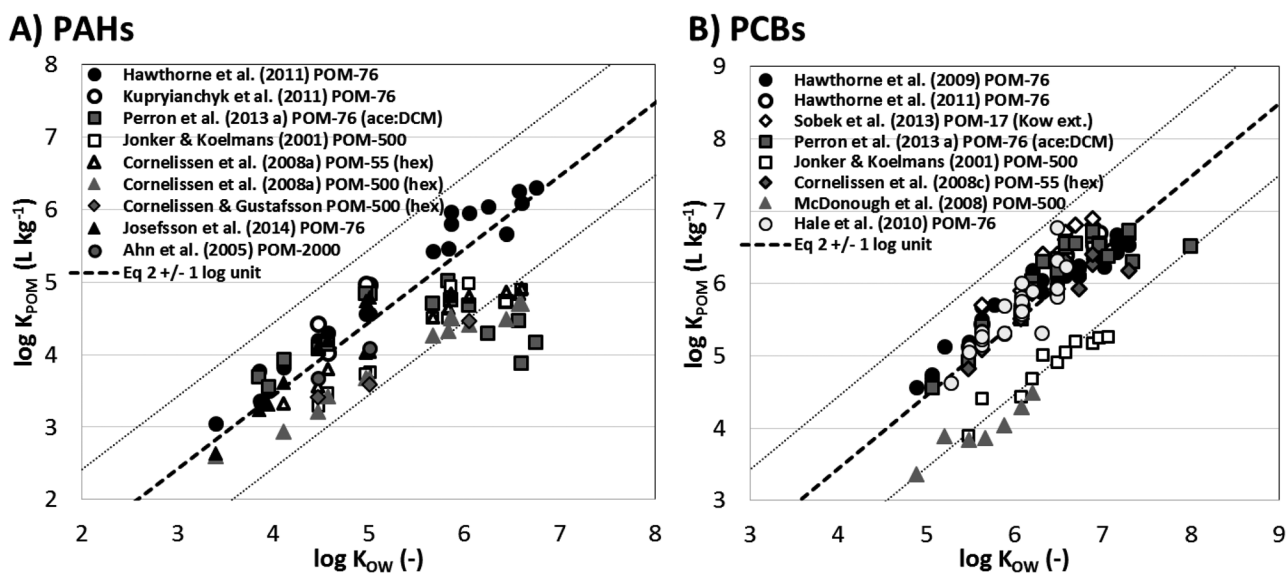 A) PAHs
8
7
6
5
4
3
2
log K_POM (L kg⁻¹)
Hawthorne et al. (2011) POM-76
Kupryianchyk et al. (2011) POM-76
Perron et al. (2013 a) POM-76 (ace:DCM)
Jonker & Koelmans (2001) POM-500
Cornelissen et al. (2008a) POM-55 (hex)
Cornelissen et al. (2008a) POM-500 (hex)
Cornelissen & Gustafsson POM-500 (hex)
Josefsson et al. (2014) POM-76
Ahn et al. (2005) POM-2000
Eq 2 +/- 1 log unit
2 3 4 5 6 7 8
log K_OW (-)
B) PCBs
9
8
7
6
5
4
3
log K_POM (L kg⁻¹)
Hawthorne et al. (2009) POM-76
Hawthorne et al. (2011) POM-76
Sobek et al. (2013) POM-17 (Kow ext.)
Perron et al. (2013 a) POM-76 (ace:DCM)
Jonker & Koelmans (2001) POM-500
Cornelissen et al. (2008c) POM-55 (hex)
McDonough et al. (2008) POM-500
Hale et al. (2010) POM-76
Eq 2 +/- 1 log unit
3 4 5 6 7 8 9
log K_OW (-)